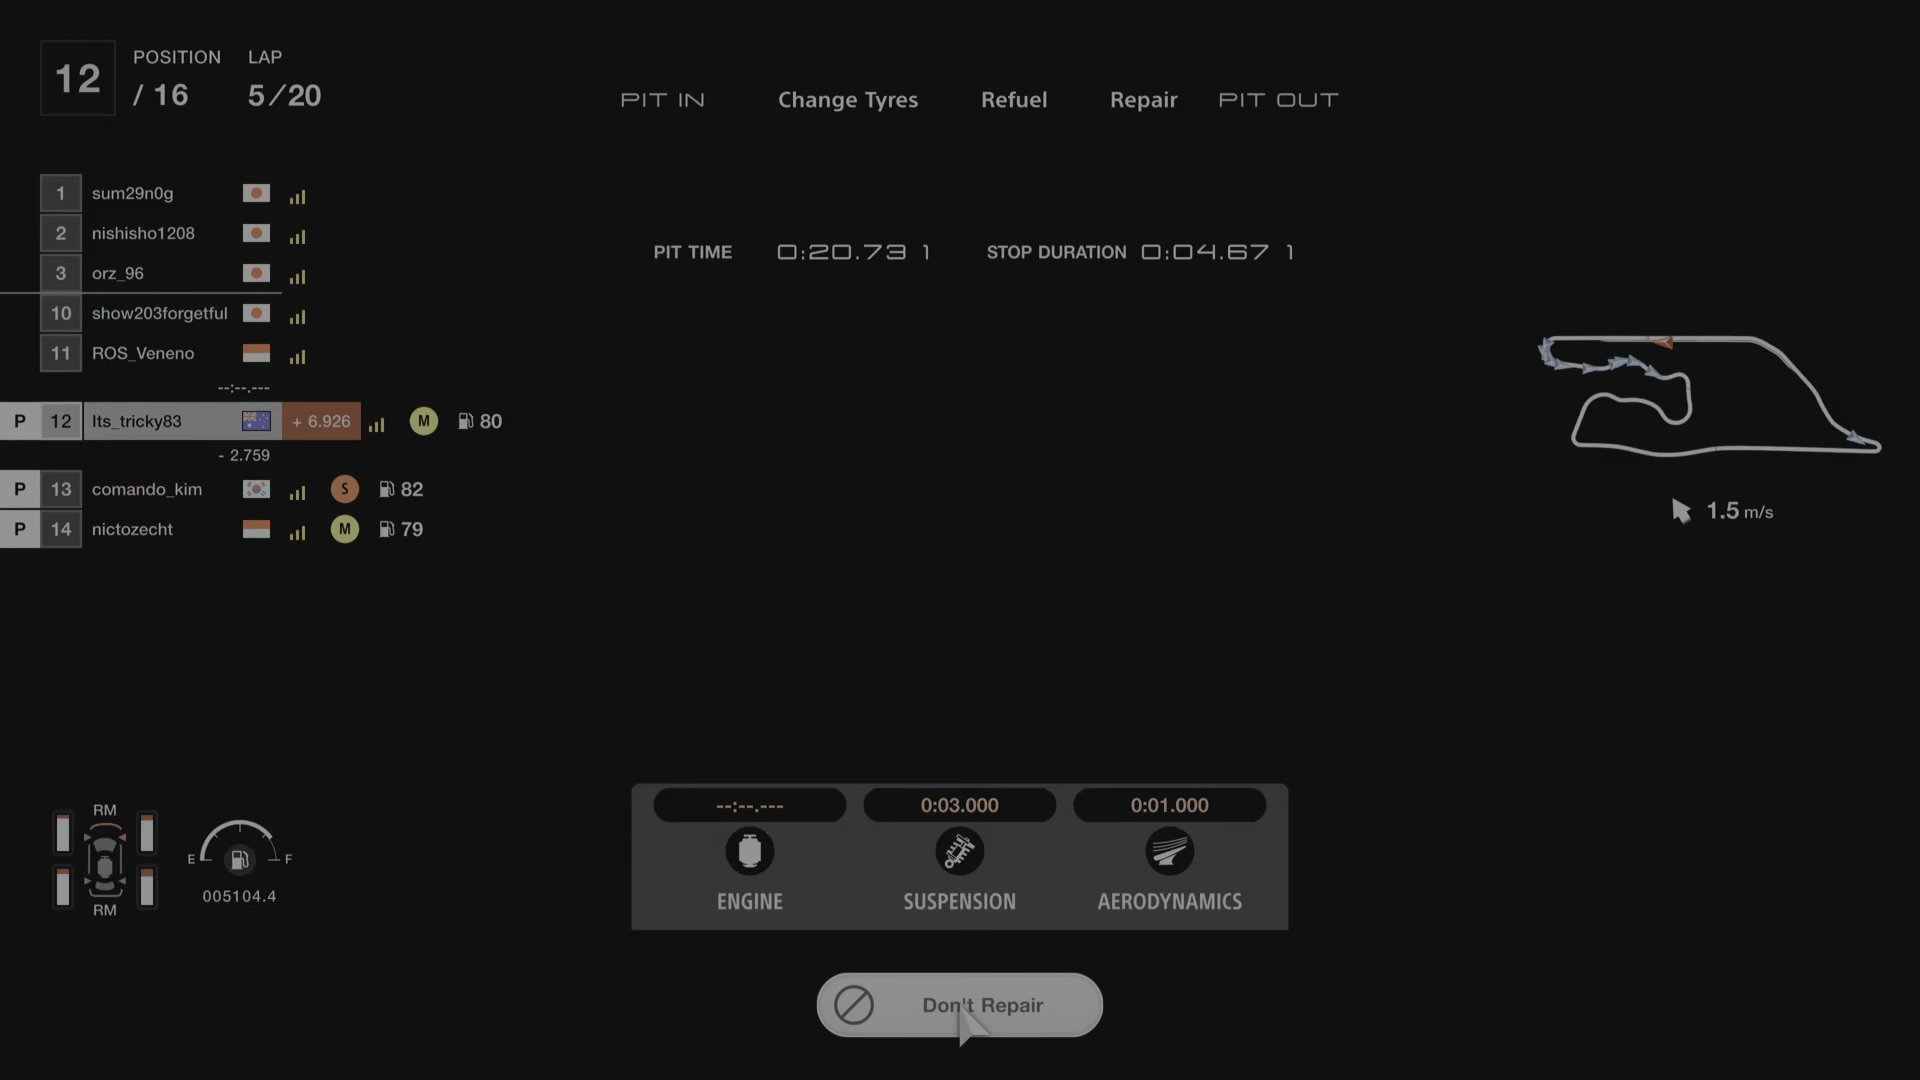 12 POSITION / 16 LAP 5/20
PIT IN Change Tyres Refuel Repair PIT OUT
PIT TIME 0:20.73 1 STOP DURATION 0:04.67 1
1 sum29n0g
2 nishisho1208
3 orz_96
10 show203forgetful
11 ROS_Veneno
--:--.---
P 12 Its_tricky83 + 6.926 M 80
- 2.759
P 13 comando_kim S 82
P 14 nictozecht M 79
1.5 m/s
RM
RM
E F
005104.4
--:--.--- 0:03.000 0:01.000
ENGINE SUSPENSION AERODYNAMICS
Don't Repair